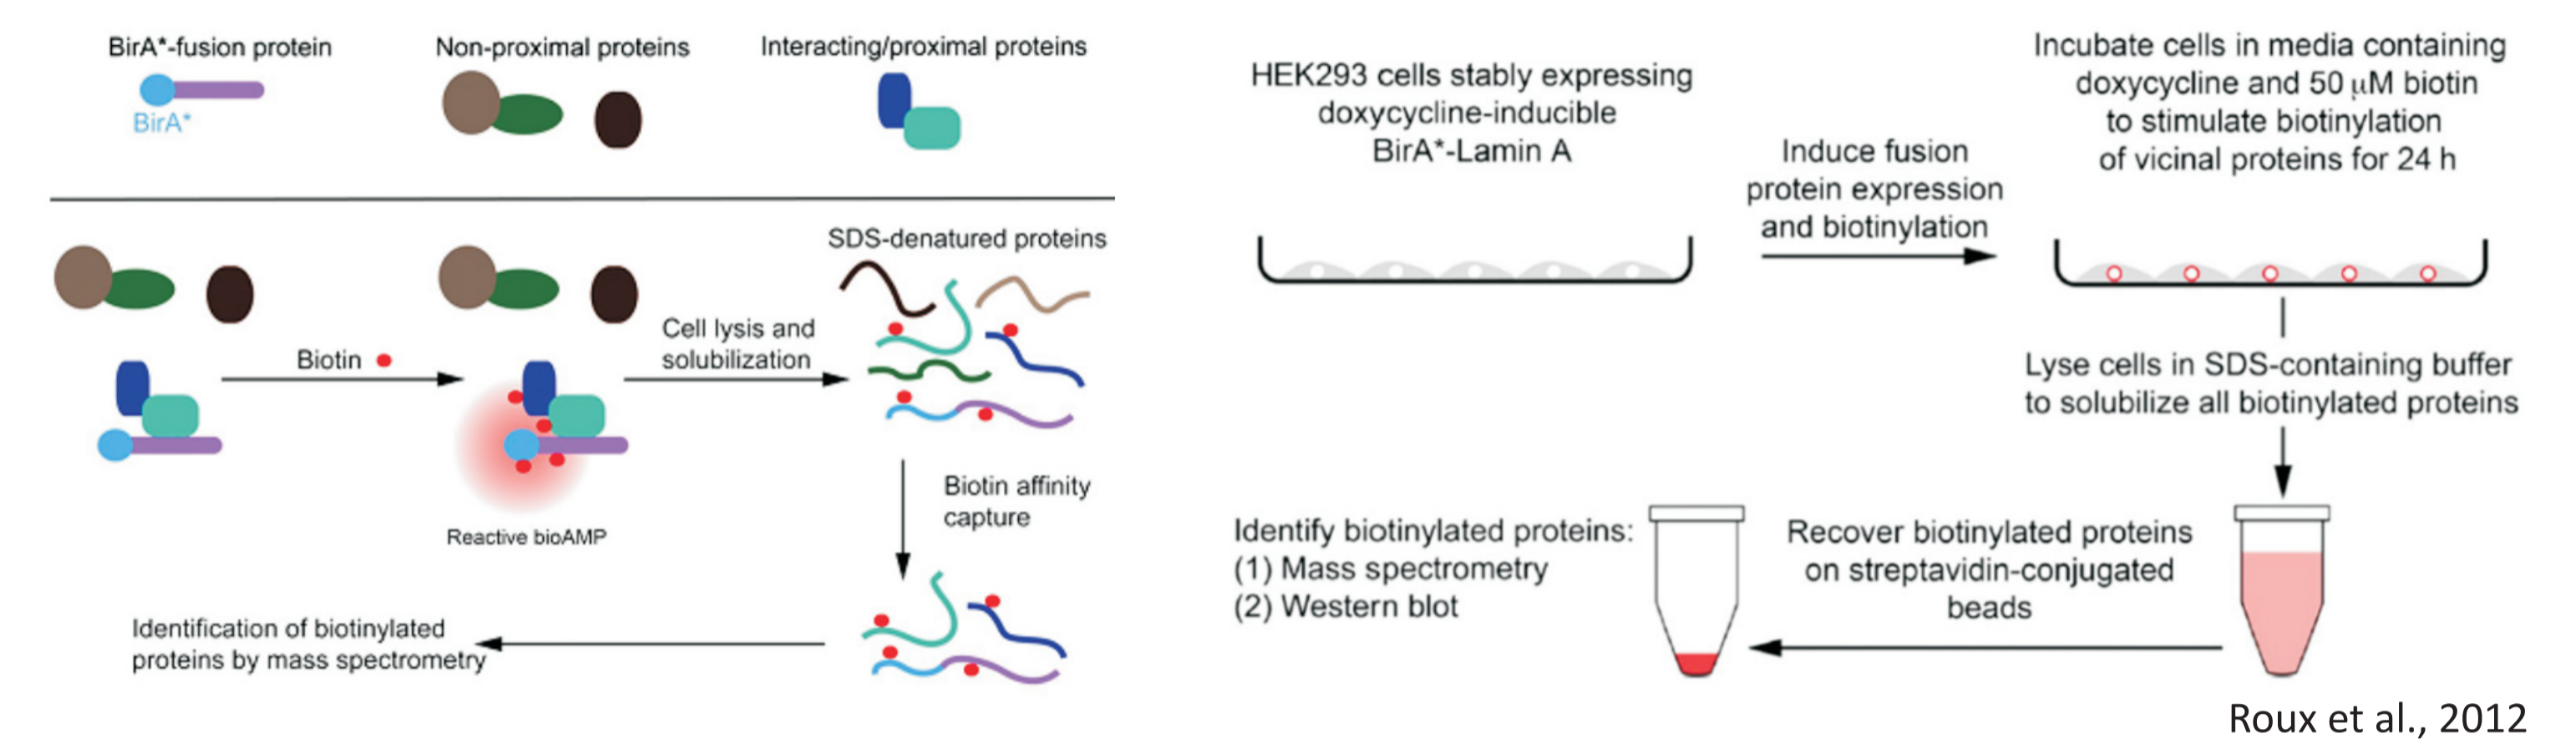 BirA*-fusion protein
BirA*
Non-proximal proteins
Interacting/proximal proteins
Biotin
Reactive bioAMP
Cell lysis and
solubilization
SDS-denatured proteins
Biotin affinity
capture
Identification of biotinylated
proteins by mass spectrometry
HEK293 cells stably expressing
doxycycline-inducible
BirA*-Lamin A
Induce fusion
protein expression
and biotinylation
Incubate cells in media containing
doxycycline and 50 μM biotin
to stimulate biotinylation
of vicinal proteins for 24 h
Lyse cells in SDS-containing buffer
to solubilize all biotinylated proteins
Recover biotinylated proteins
on streptavidin-conjugated
beads
Identify biotinylated proteins:
(1) Mass spectrometry
(2) Western blot
Roux et al., 2012